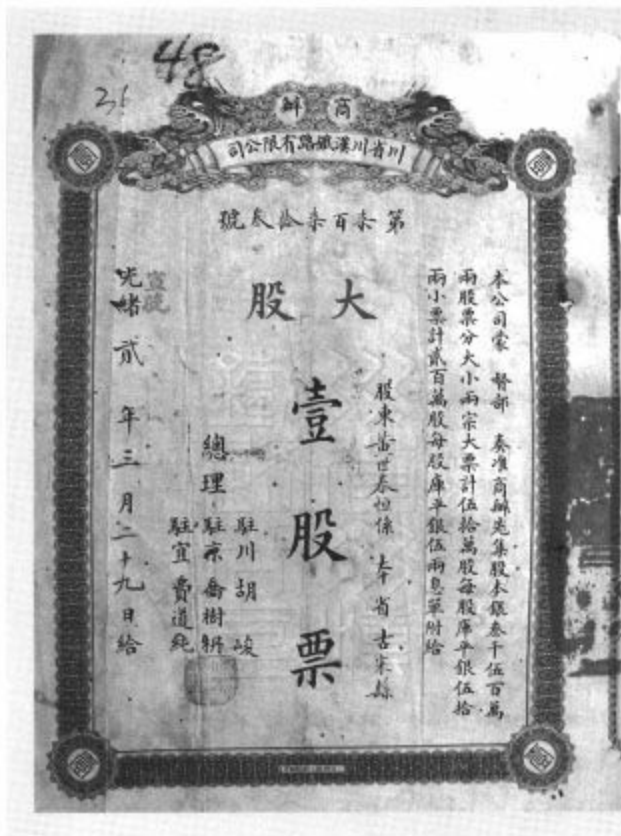 48
36
商辦
川省川漢鐵路有限公司
第柒百柒拾叁號
本公司蒙 督部 奏准商辦先集股本銀叁千伍百萬
兩股票分大小兩宗大票計伍拾萬股每股庫平銀伍拾
兩小票計貳百萬股每股庫平銀伍兩息單附給
大股
股東 世泰 係 本省古宋縣
壹股票
總理
駐川胡峻
駐京喬樹枬
駐宜費道純
宣統
光緒貳年三月二十九日給